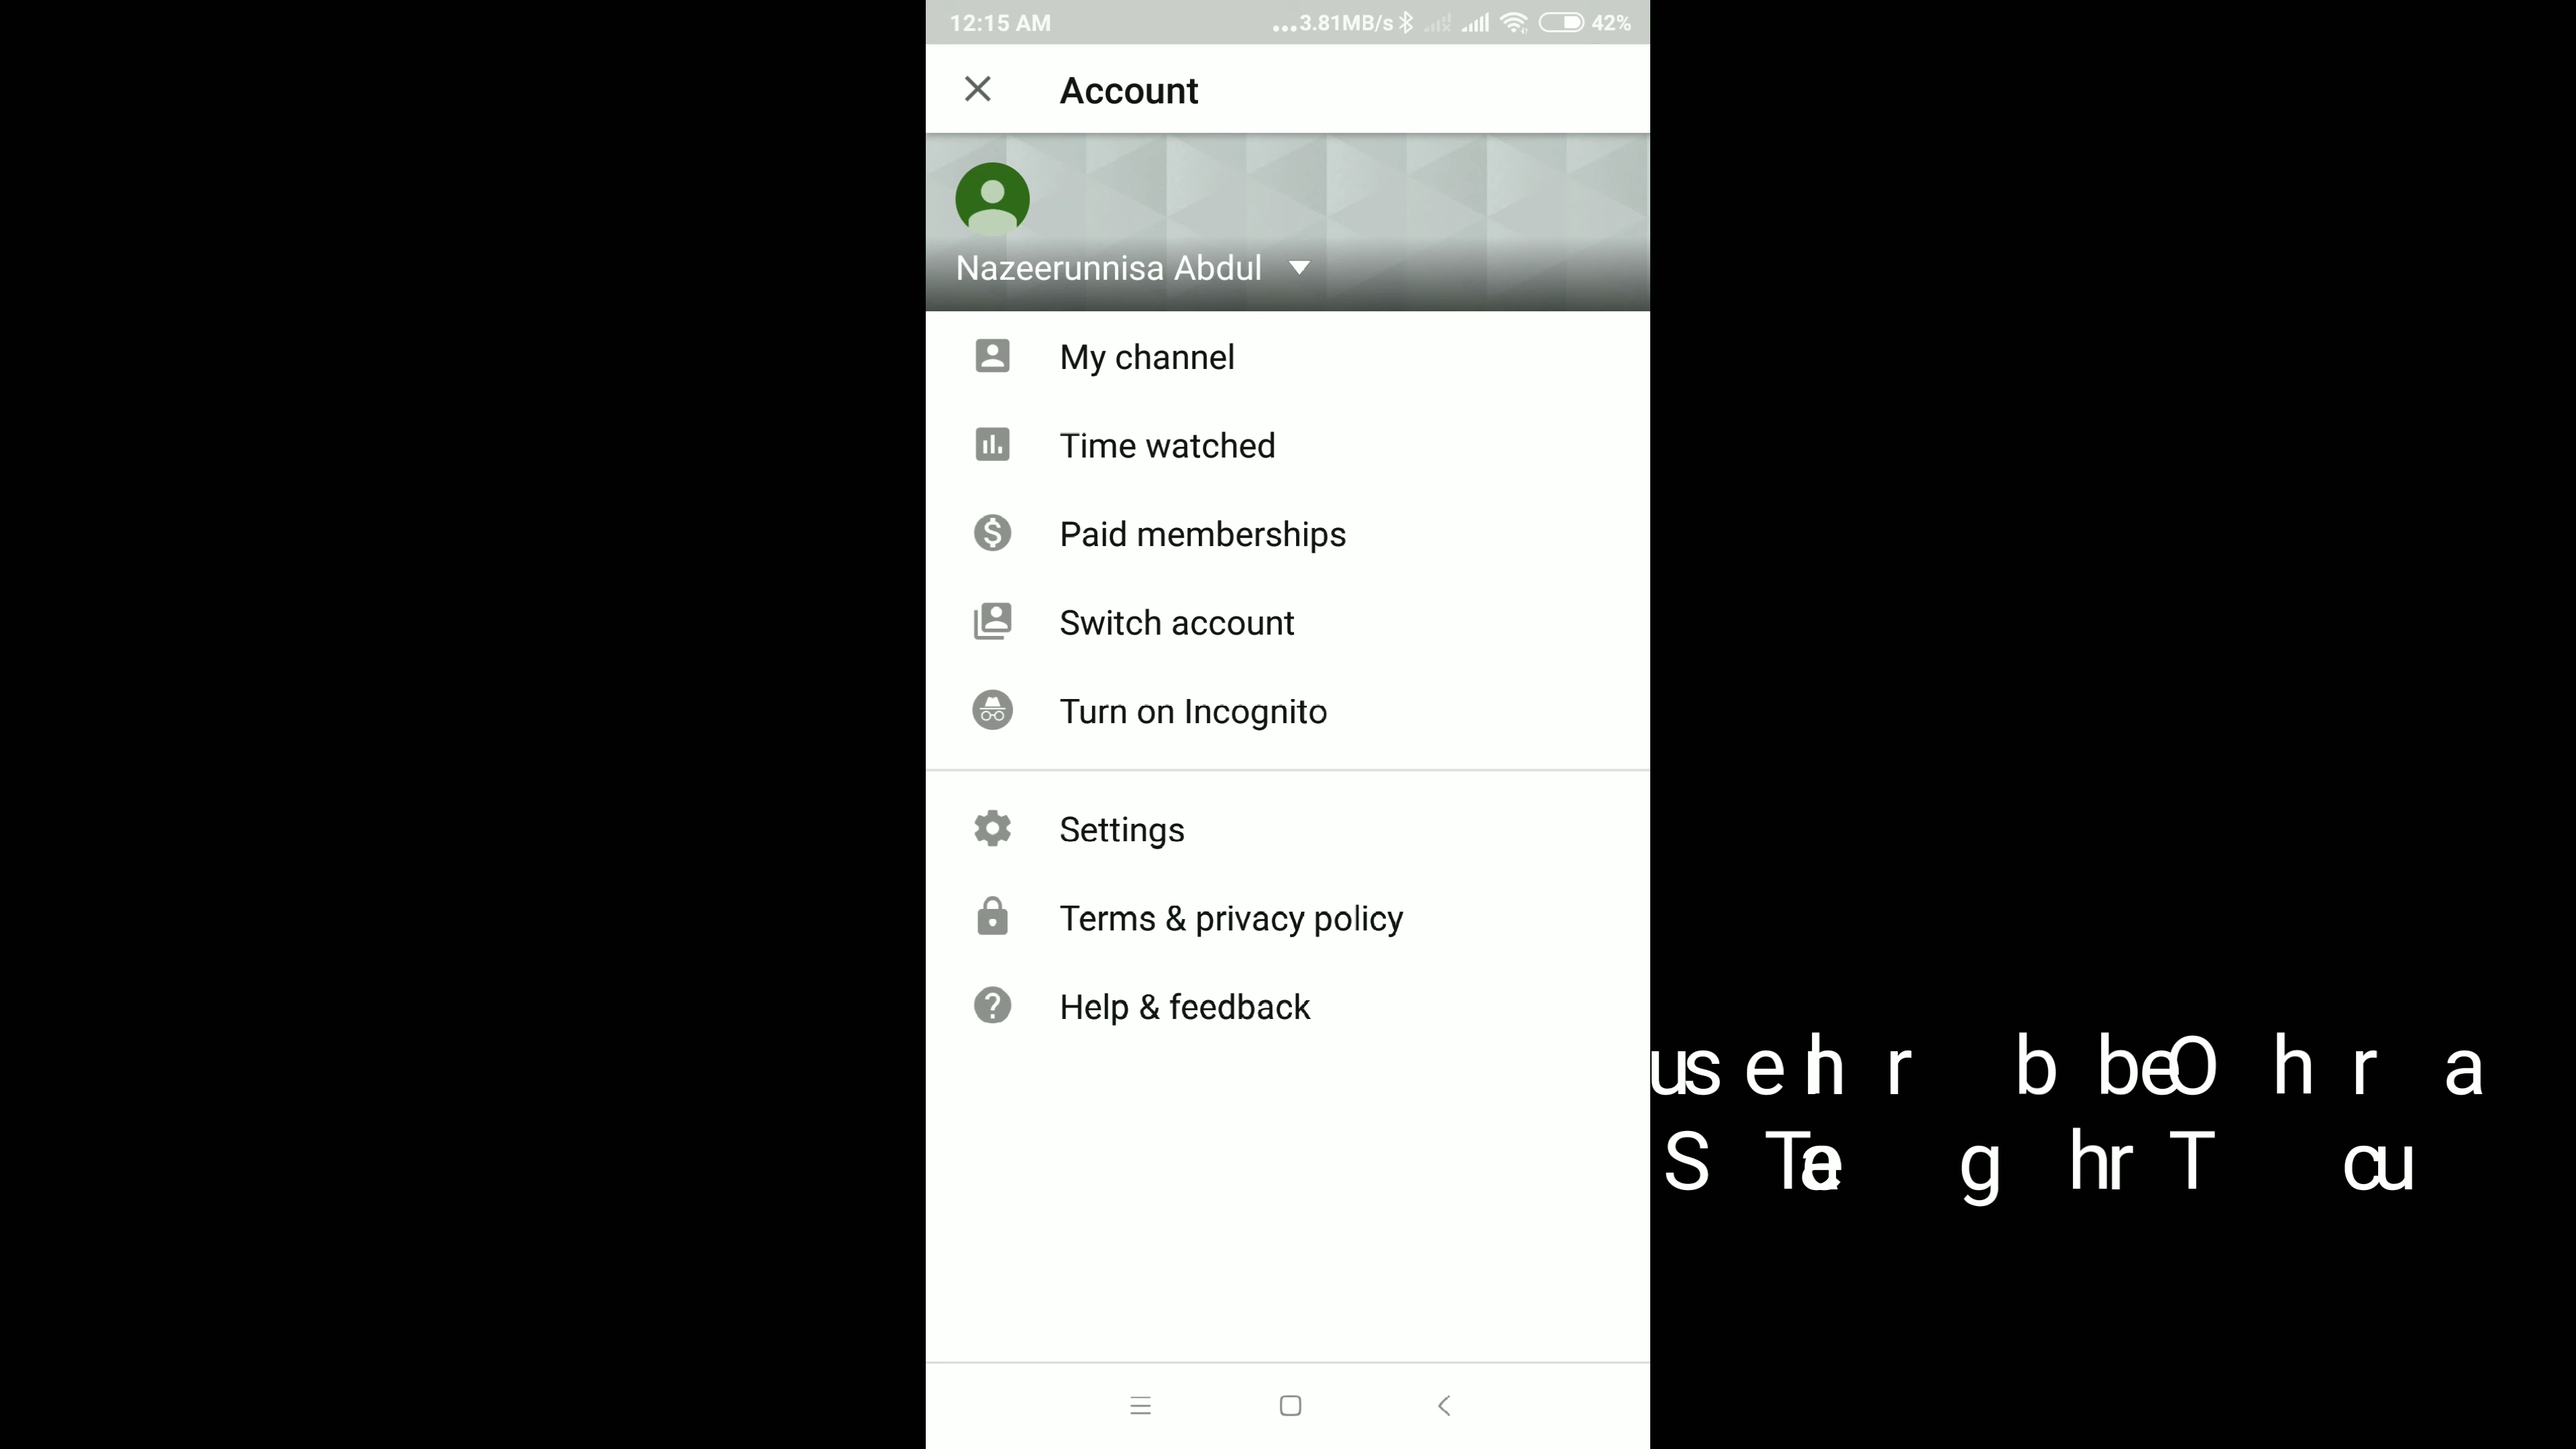 12:15 AM
...3.81MB/s 42%
Account
Nazeerunnisa Abdul
My channel
Time watched
Paid memberships
Switch account
Turn on Incognito
Settings
Terms & privacy policy
Help & feedback